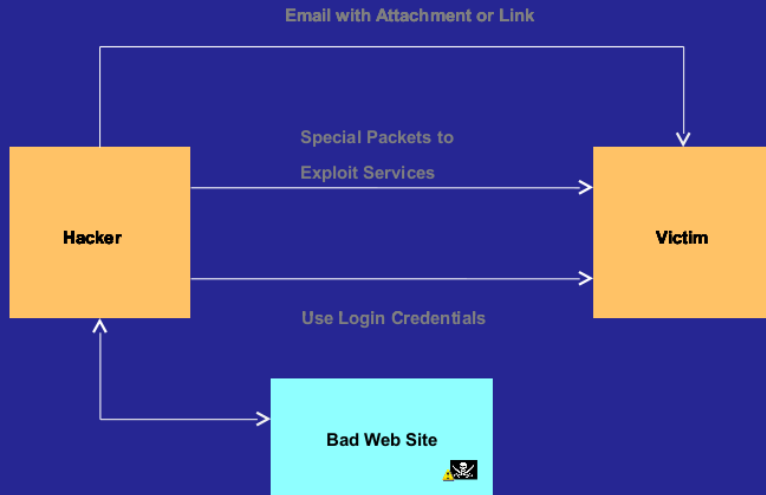 Email with Attachment or Link
Special Packets to
Exploit Services
Hacker
Victim
Use Login Credentials
Bad Web Site